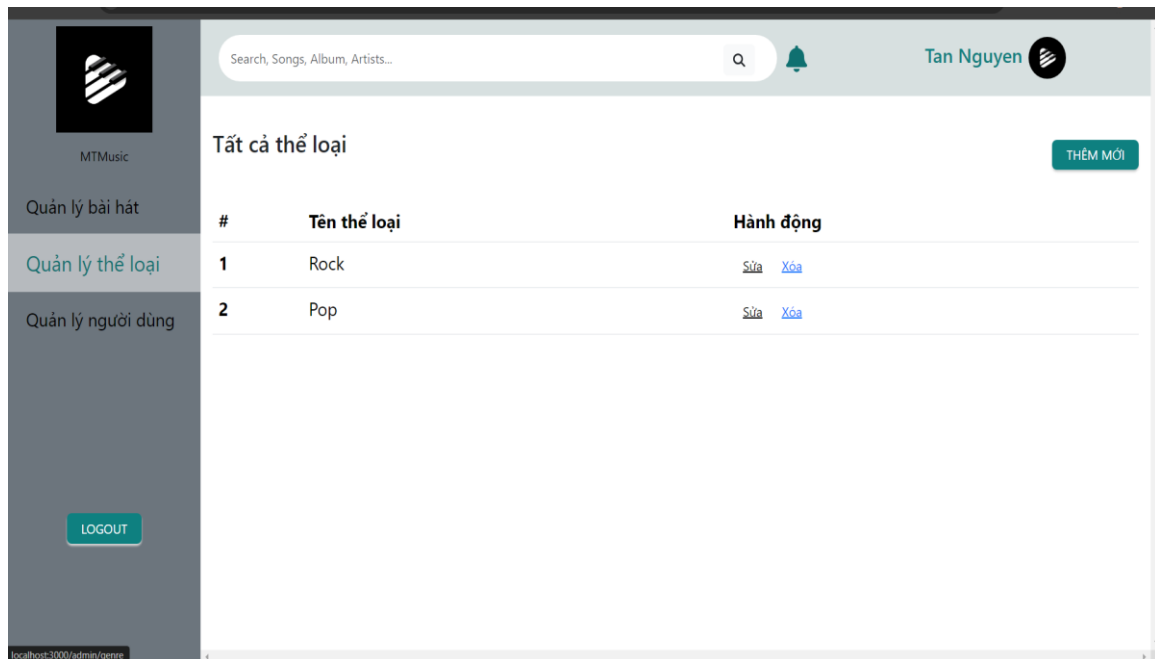 MTMusic
Quản lý bài hát
Quản lý thể loại
Quản lý người dùng
LOGOUT
localhost:3000/admin/genre
Search, Songs, Album, Artists...
Tan Nguyen
Tất cả thể loại
THÊM MỚI
# Tên thể loại Hành động
1 Rock Sửa Xóa
2 Pop Sửa Xóa